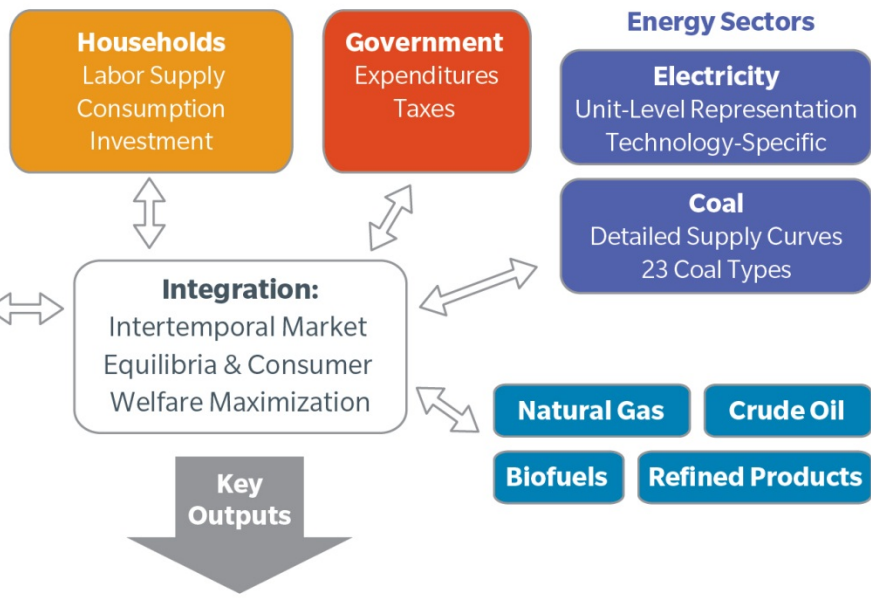 Households
Labor Supply
Consumption
Investment
Government
Expenditures
Taxes
Energy Sectors
Electricity
Unit-Level Representation
Technology-Specific
Coal
Detailed Supply Curves
23 Coal Types
Integration:
Intertemporal Market
Equilibria & Consumer
Welfare Maximization
Natural Gas
Crude Oil
Biofuels
Refined Products
Key
Outputs